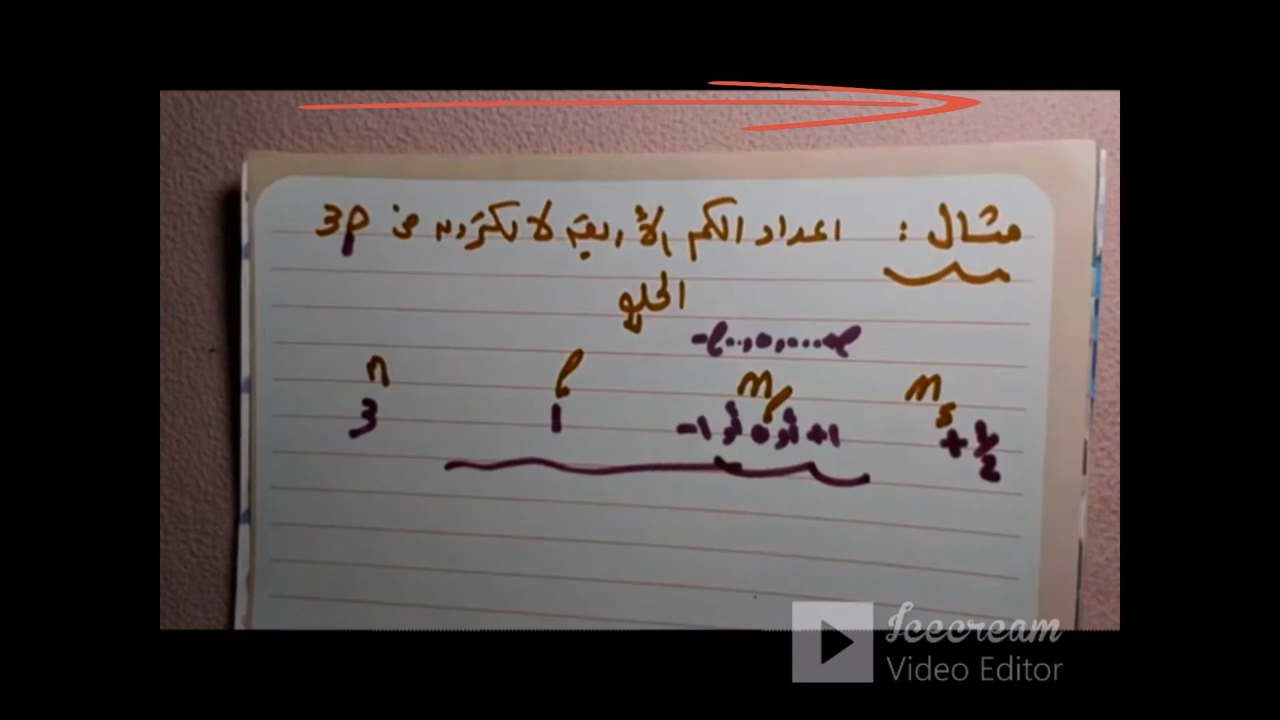 مثال : اعداد الكم الأربعة لالكترون في 3p
الحل
-l..,0,....l
n l ml ms
3 1 -1 أو 0 أو +1 +1/2
Icecream
Video Editor